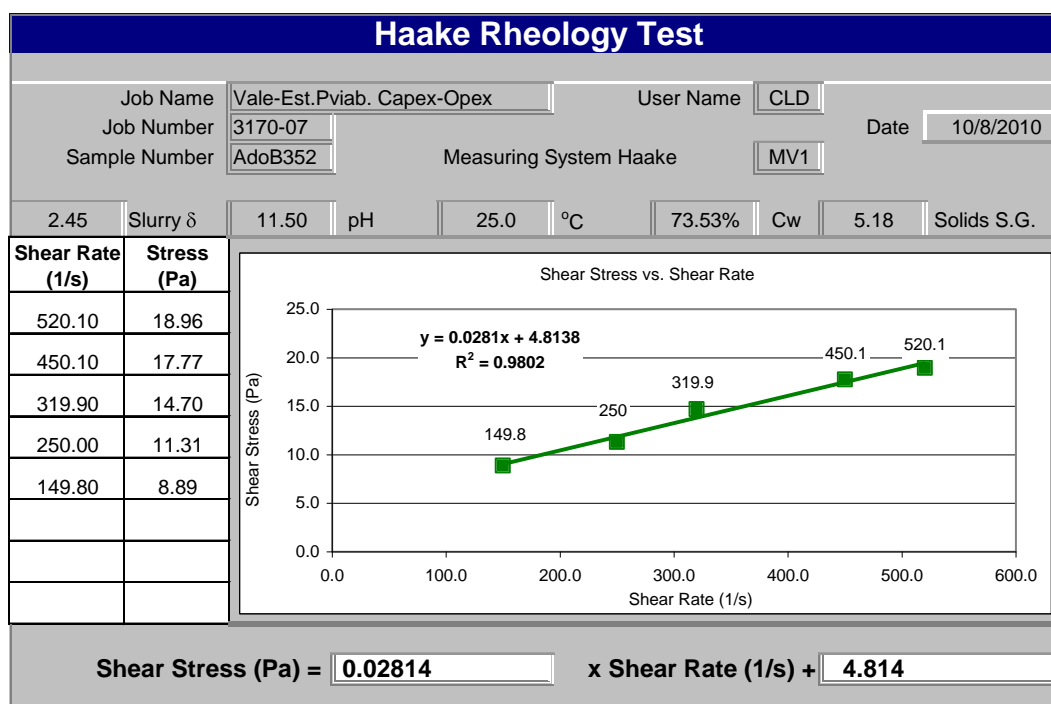 Haake Rheology Test
Job Name Vale-Est.Pviab. Capex-Opex User Name CLD
Job Number 3170-07 Date 10/8/2010
Sample Number AdoB352 Measuring System Haake MV1
2.45 Slurry δ 11.50 pH 25.0 °C 73.53% Cw 5.18 Solids S.G.
Shear Rate Stress
(1/s) (Pa)
520.10 18.96
450.10 17.77
319.90 14.70
250.00 11.31
149.80 8.89
Shear Stress vs. Shear Rate
y = 0.0281x + 4.8138
R² = 0.9802
Shear Stress (Pa)
25.0
20.0
15.0
10.0
5.0
0.0
149.8
250
319.9
450.1
520.1
0.0 100.0 200.0 300.0 400.0 500.0 600.0
Shear Rate (1/s)
Shear Stress (Pa) = 0.02814 x Shear Rate (1/s) + 4.814